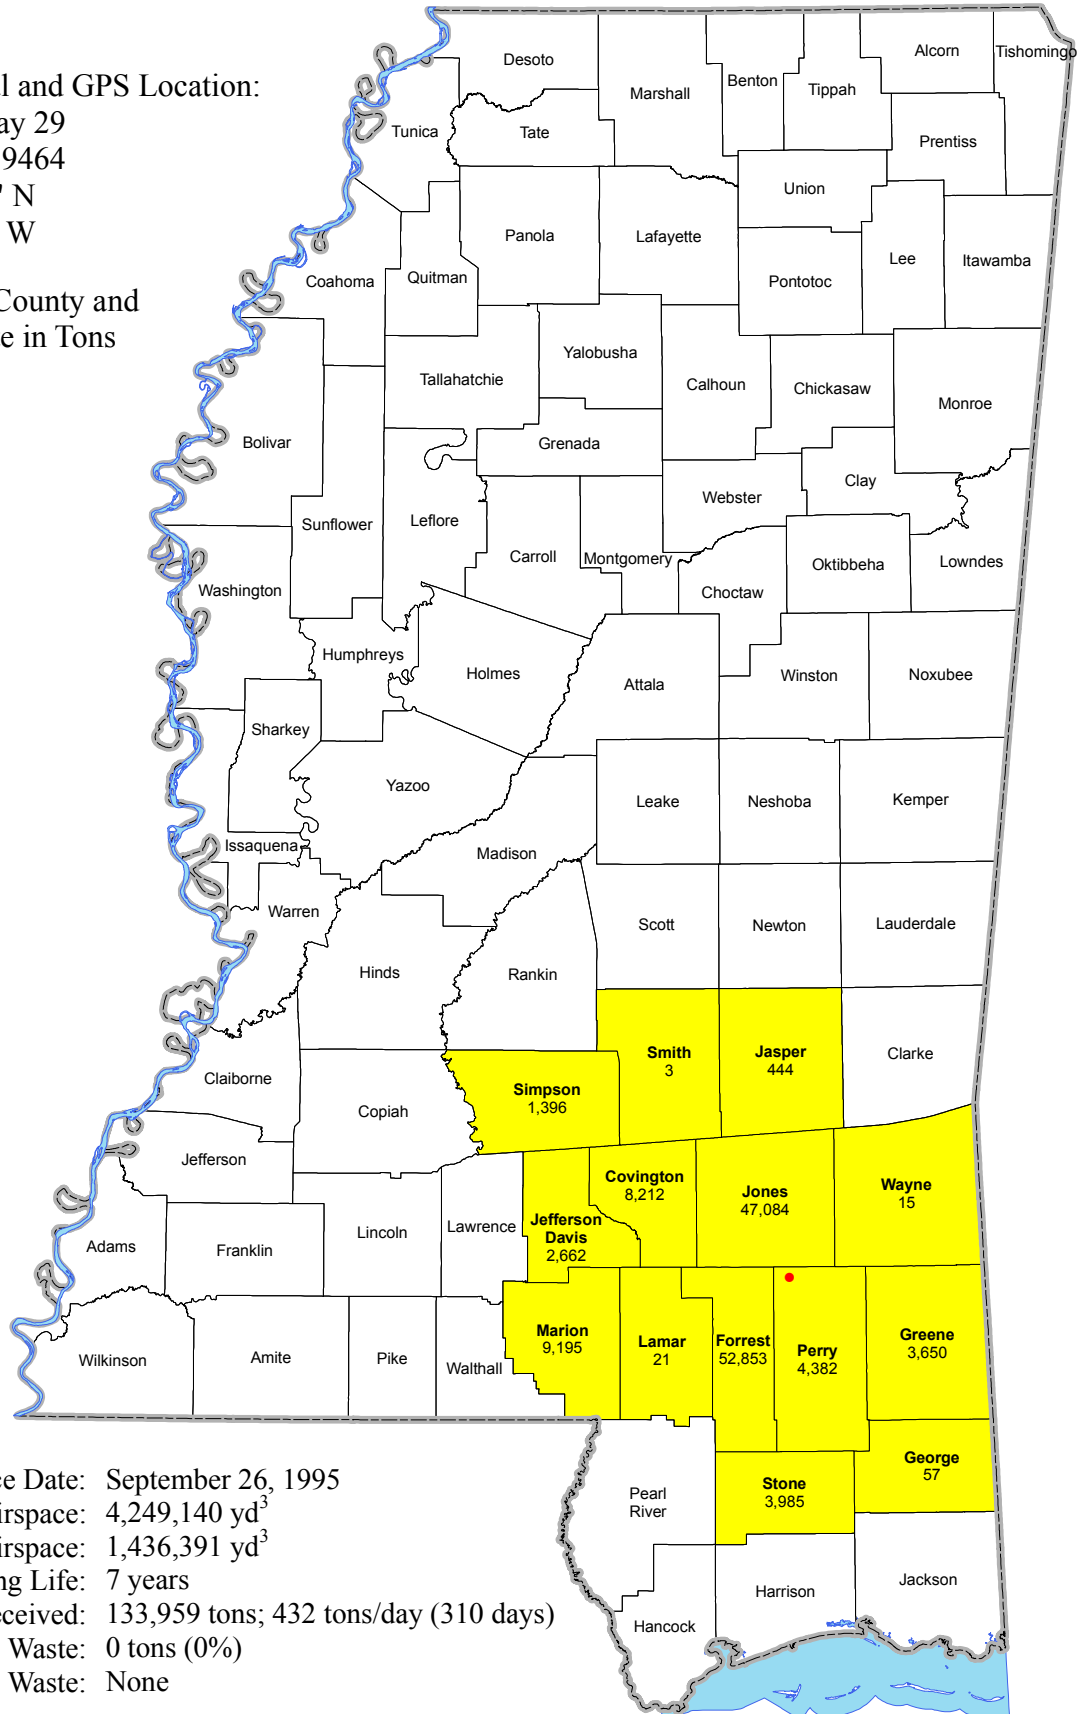 l and GPS Location:
ay 29
9464
' N
W
County and
e in Tons
Desoto
Marshall
Benton
Tippah
Alcorn
Tishomingo
Tunica
Tate
Prentiss
Union
Panola
Lafayette
Pontotoc
Lee
Itawamba
Coahoma
Quitman
Yalobusha
Tallahatchie
Calhoun
Chickasaw
Monroe
Bolivar
Grenada
Clay
Webster
Sunflower
Leflore
Carroll
Montgomery
Choctaw
Oktibbeha
Lowndes
Washington
Humphreys
Holmes
Attala
Winston
Noxubee
Sharkey
Yazoo
Leake
Neshoba
Kemper
Issaquena
Madison
Warren
Scott
Newton
Lauderdale
Hinds
Rankin
Smith
3
Jasper
444
Clarke
Claiborne
Copiah
Simpson
1,396
Jefferson
Covington
8,212
Jones
47,084
Wayne
15
Adams
Franklin
Lincoln
Lawrence
Jefferson
Davis
2,662
Wilkinson
Amite
Pike
Walthall
Marion
9,195
Lamar
21
Forrest
52,853
Perry
4,382
Greene
3,650
George
57
Stone
3,985
Pearl
River
Harrison
Jackson
Hancock
ce Date: September 26, 1995
irspace: 4,249,140 yd³
irspace: 1,436,391 yd³
ng Life: 7 years
eceived: 133,959 tons; 432 tons/day (310 days)
Waste: 0 tons (0%)
Waste: None